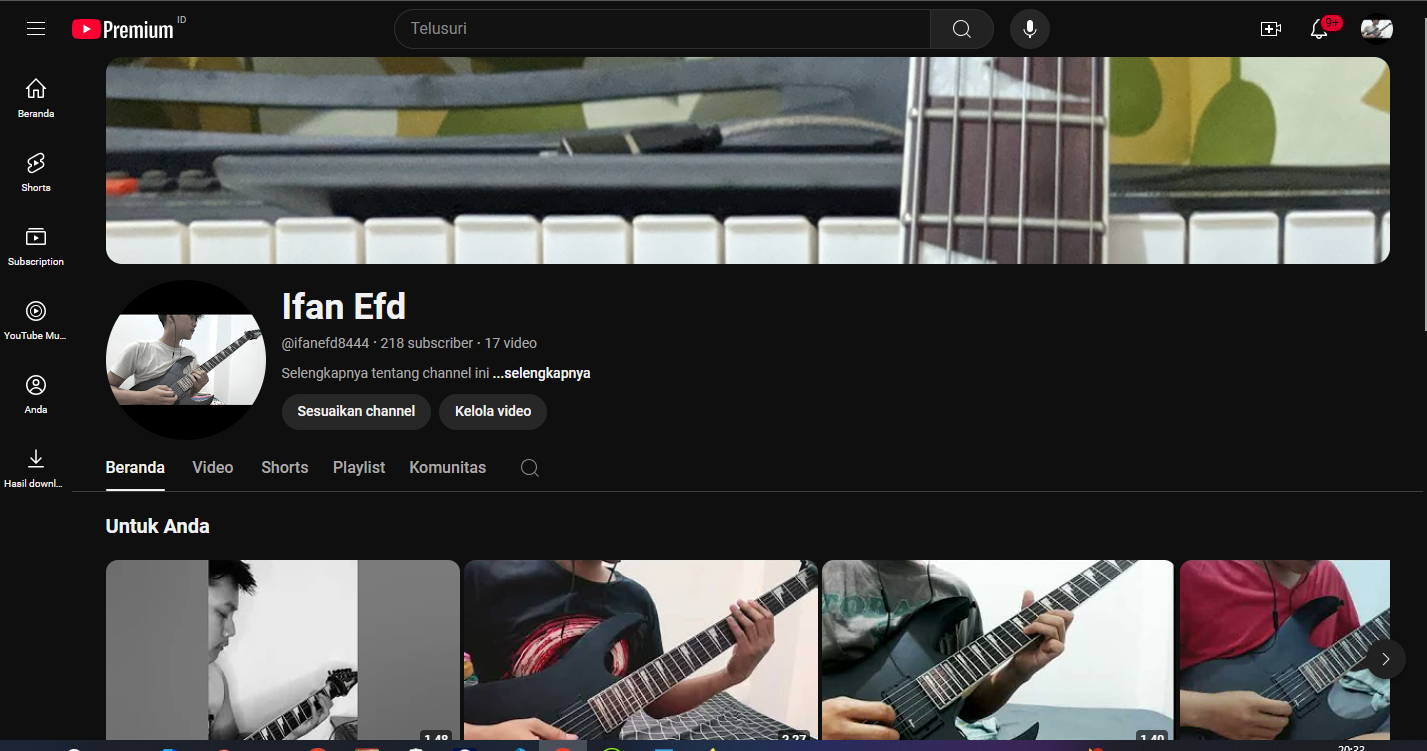 Premium ID
Telusuri
9+
Beranda
Shorts
Subscription
YouTube Mu...
Anda
Hasil downl...
Ifan Efd
@ifanefd8444 · 218 subscriber · 17 video
Selengkapnya tentang channel ini ...selengkapnya
Sesuaikan channel
Kelola video
Beranda Video Shorts Playlist Komunitas
Untuk Anda
1.48
2.27
1.40
20:22